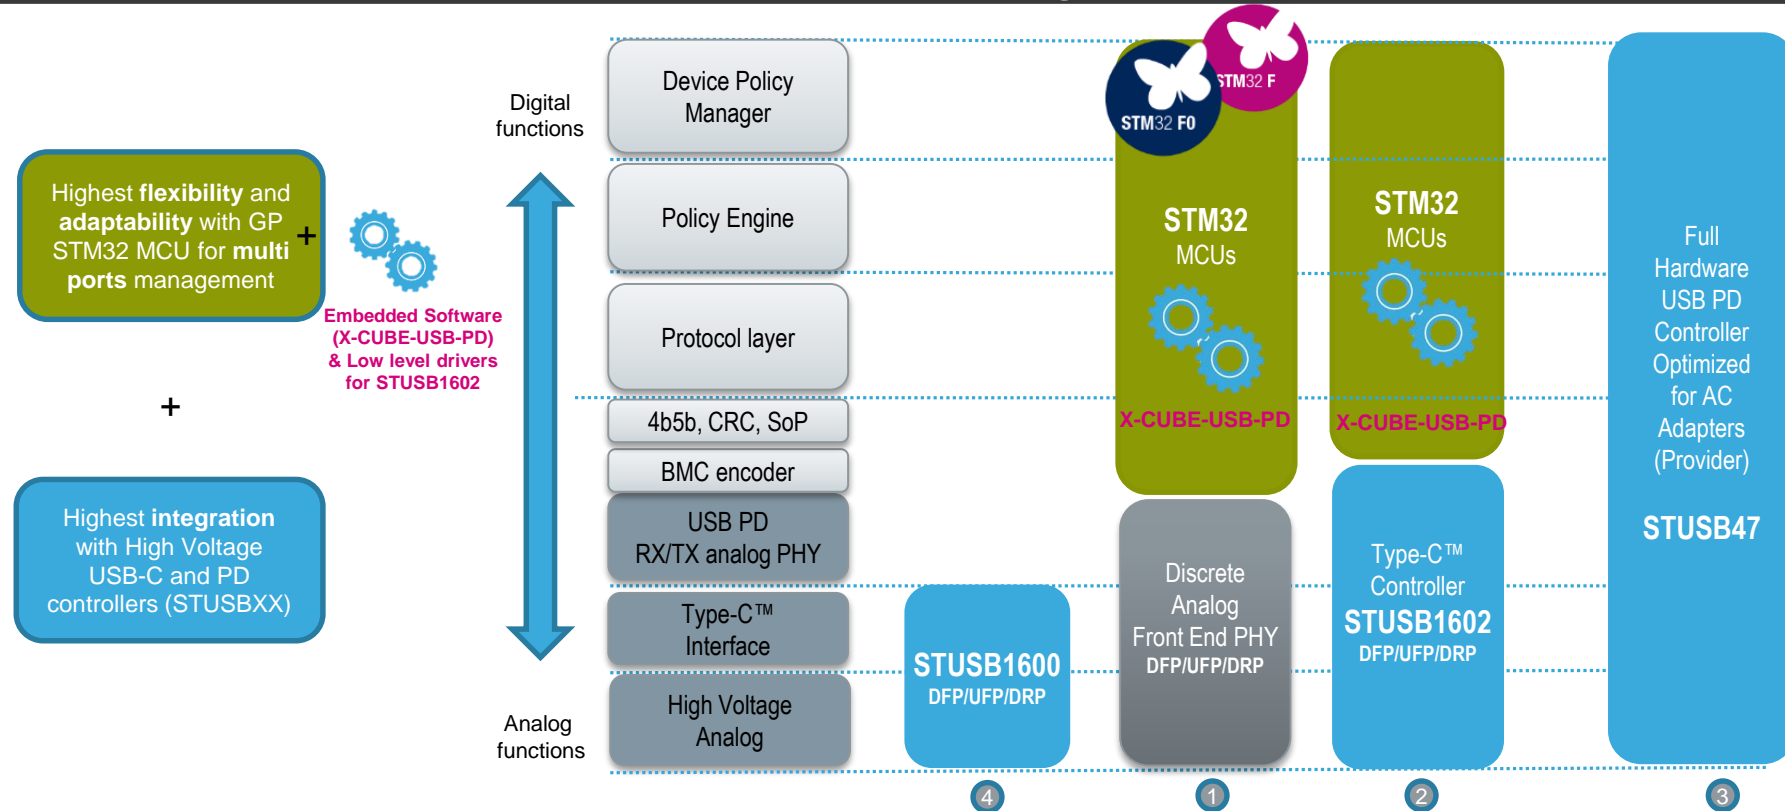 Highest flexibility and
adaptability with GP
STM32 MCU for multi
ports management
+
Embedded Software
(X-CUBE-USB-PD)
& Low level drivers
for STUSB1602
+
Highest integration
with High Voltage
USB-C and PD
controllers (STUSBXX)
Digital
functions
Analog
functions
Device Policy
Manager
Policy Engine
Protocol layer
4b5b, CRC, SoP
BMC encoder
USB PD
RX/TX analog PHY
Type-C™
Interface
High Voltage
Analog
STUSB1600
DFP/UFP/DRP
4
STM32 F0
STM32 F
STM32
MCUs
X-CUBE-USB-PD
Discrete
Analog
Front End PHY
DFP/UFP/DRP
1
STM32
MCUs
X-CUBE-USB-PD
Type-C™
Controller
STUSB1602
DFP/UFP/DRP
2
Full
Hardware
USB PD
Controller
Optimized
for AC
Adapters
(Provider)
STUSB47
3